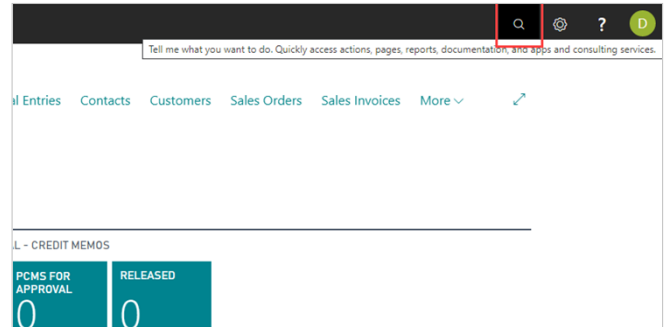 ? D
Tell me what you want to do. Quickly access actions, pages, reports, documentation, and apps and consulting services.
al Entries Contacts Customers Sales Orders Sales Invoices More
L - CREDIT MEMOS
PCMS FOR APPROVAL
0
RELEASED
0